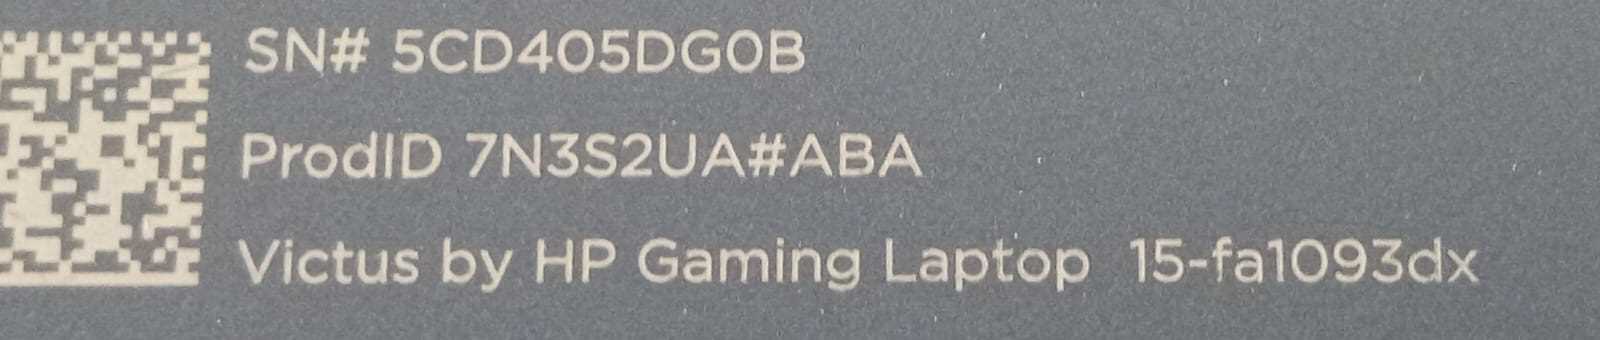 SN# 5CD405DG0B
ProdID 7N3S2UA#ABA
Victus by HP Gaming Laptop 15-fa1093dx